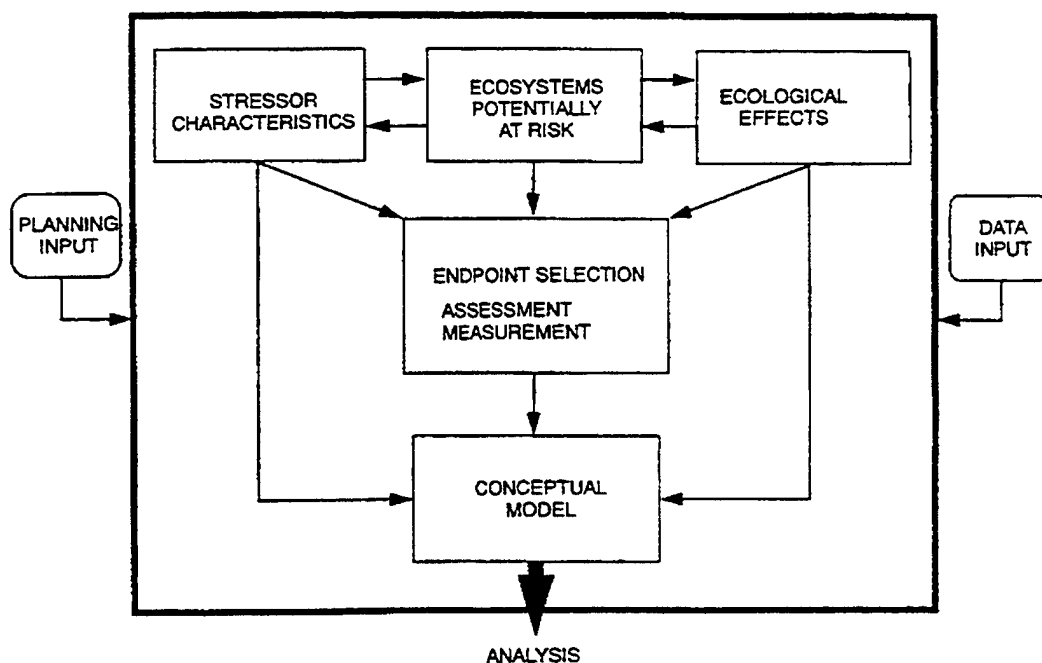 STRESSOR
CHARACTERISTICS
ECOSYSTEMS
POTENTIALLY
AT RISK
ECOLOGICAL
EFFECTS
PLANNING
INPUT
DATA
INPUT
ENDPOINT SELECTION
ASSESSMENT
MEASUREMENT
CONCEPTUAL
MODEL
ANALYSIS